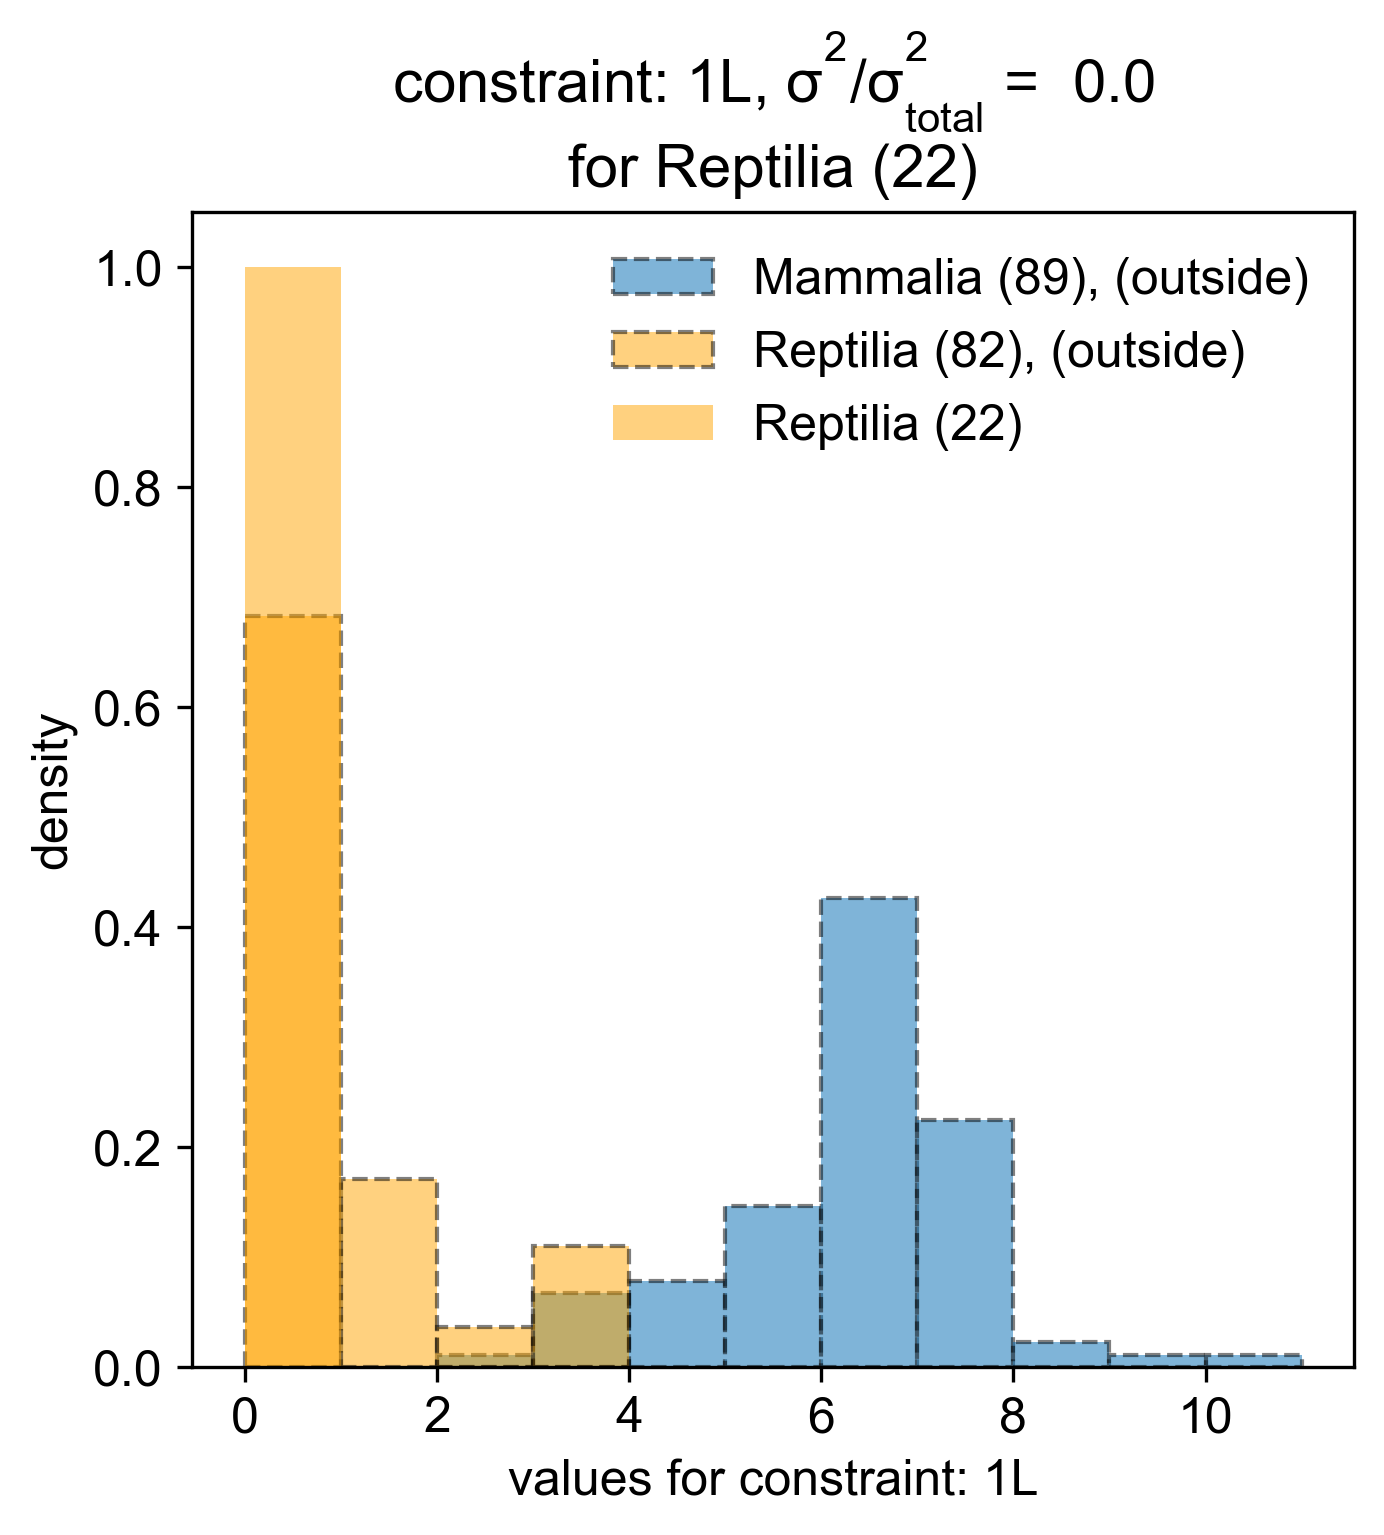 constraint: 1L, σ²/σ²total = 0.0
for Reptilia (22)
Mammalia (89), (outside)
Reptilia (82), (outside)
Reptilia (22)
1.0
0.8
0.6
0.4
0.2
0.0
density
0 2 4 6 8 10
values for constraint: 1L